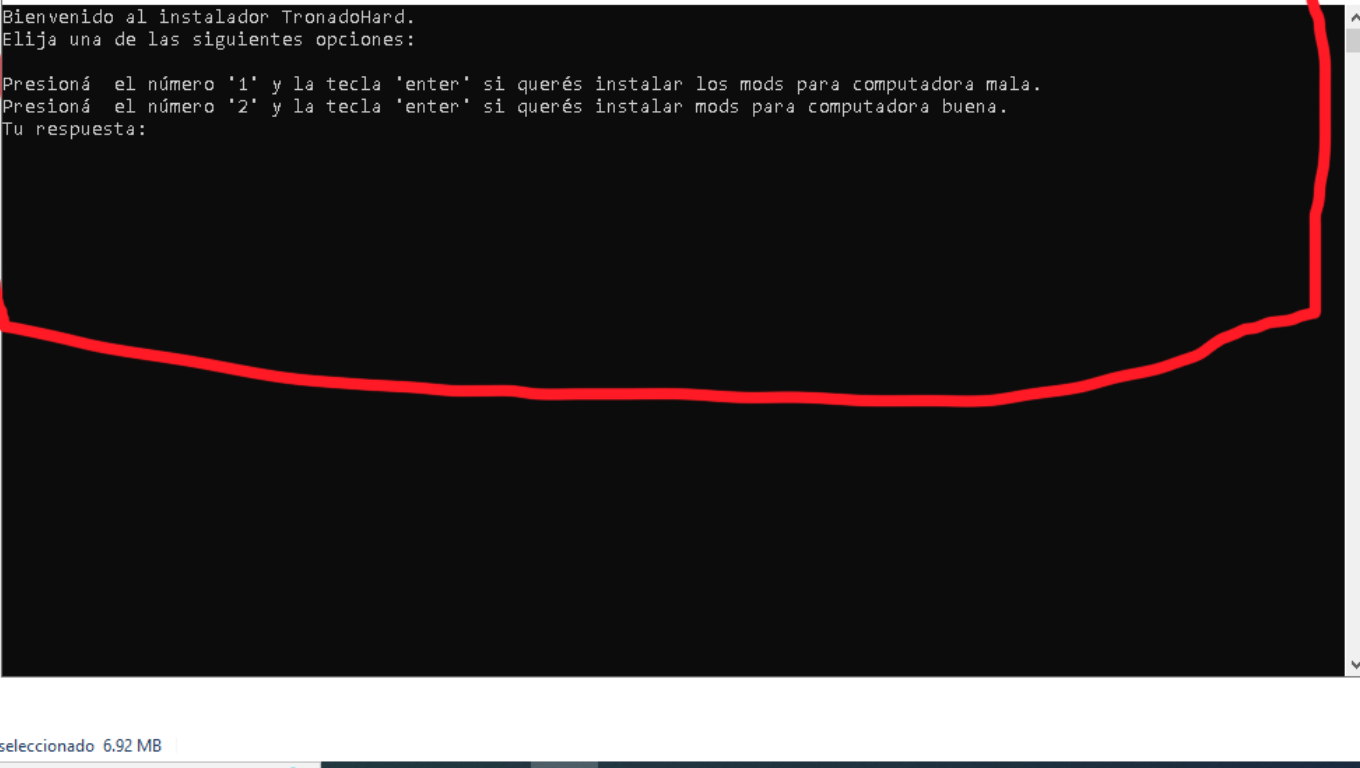 Bienvenido al instalador TronadoHard.
Elija una de las siguientes opciones:
Presioná  el número '1' y la tecla 'enter' si querés instalar los mods para computadora mala.
Presioná  el número '2' y la tecla 'enter' si querés instalar mods para computadora buena.
Tu respuesta:
seleccionado 6.92 MB